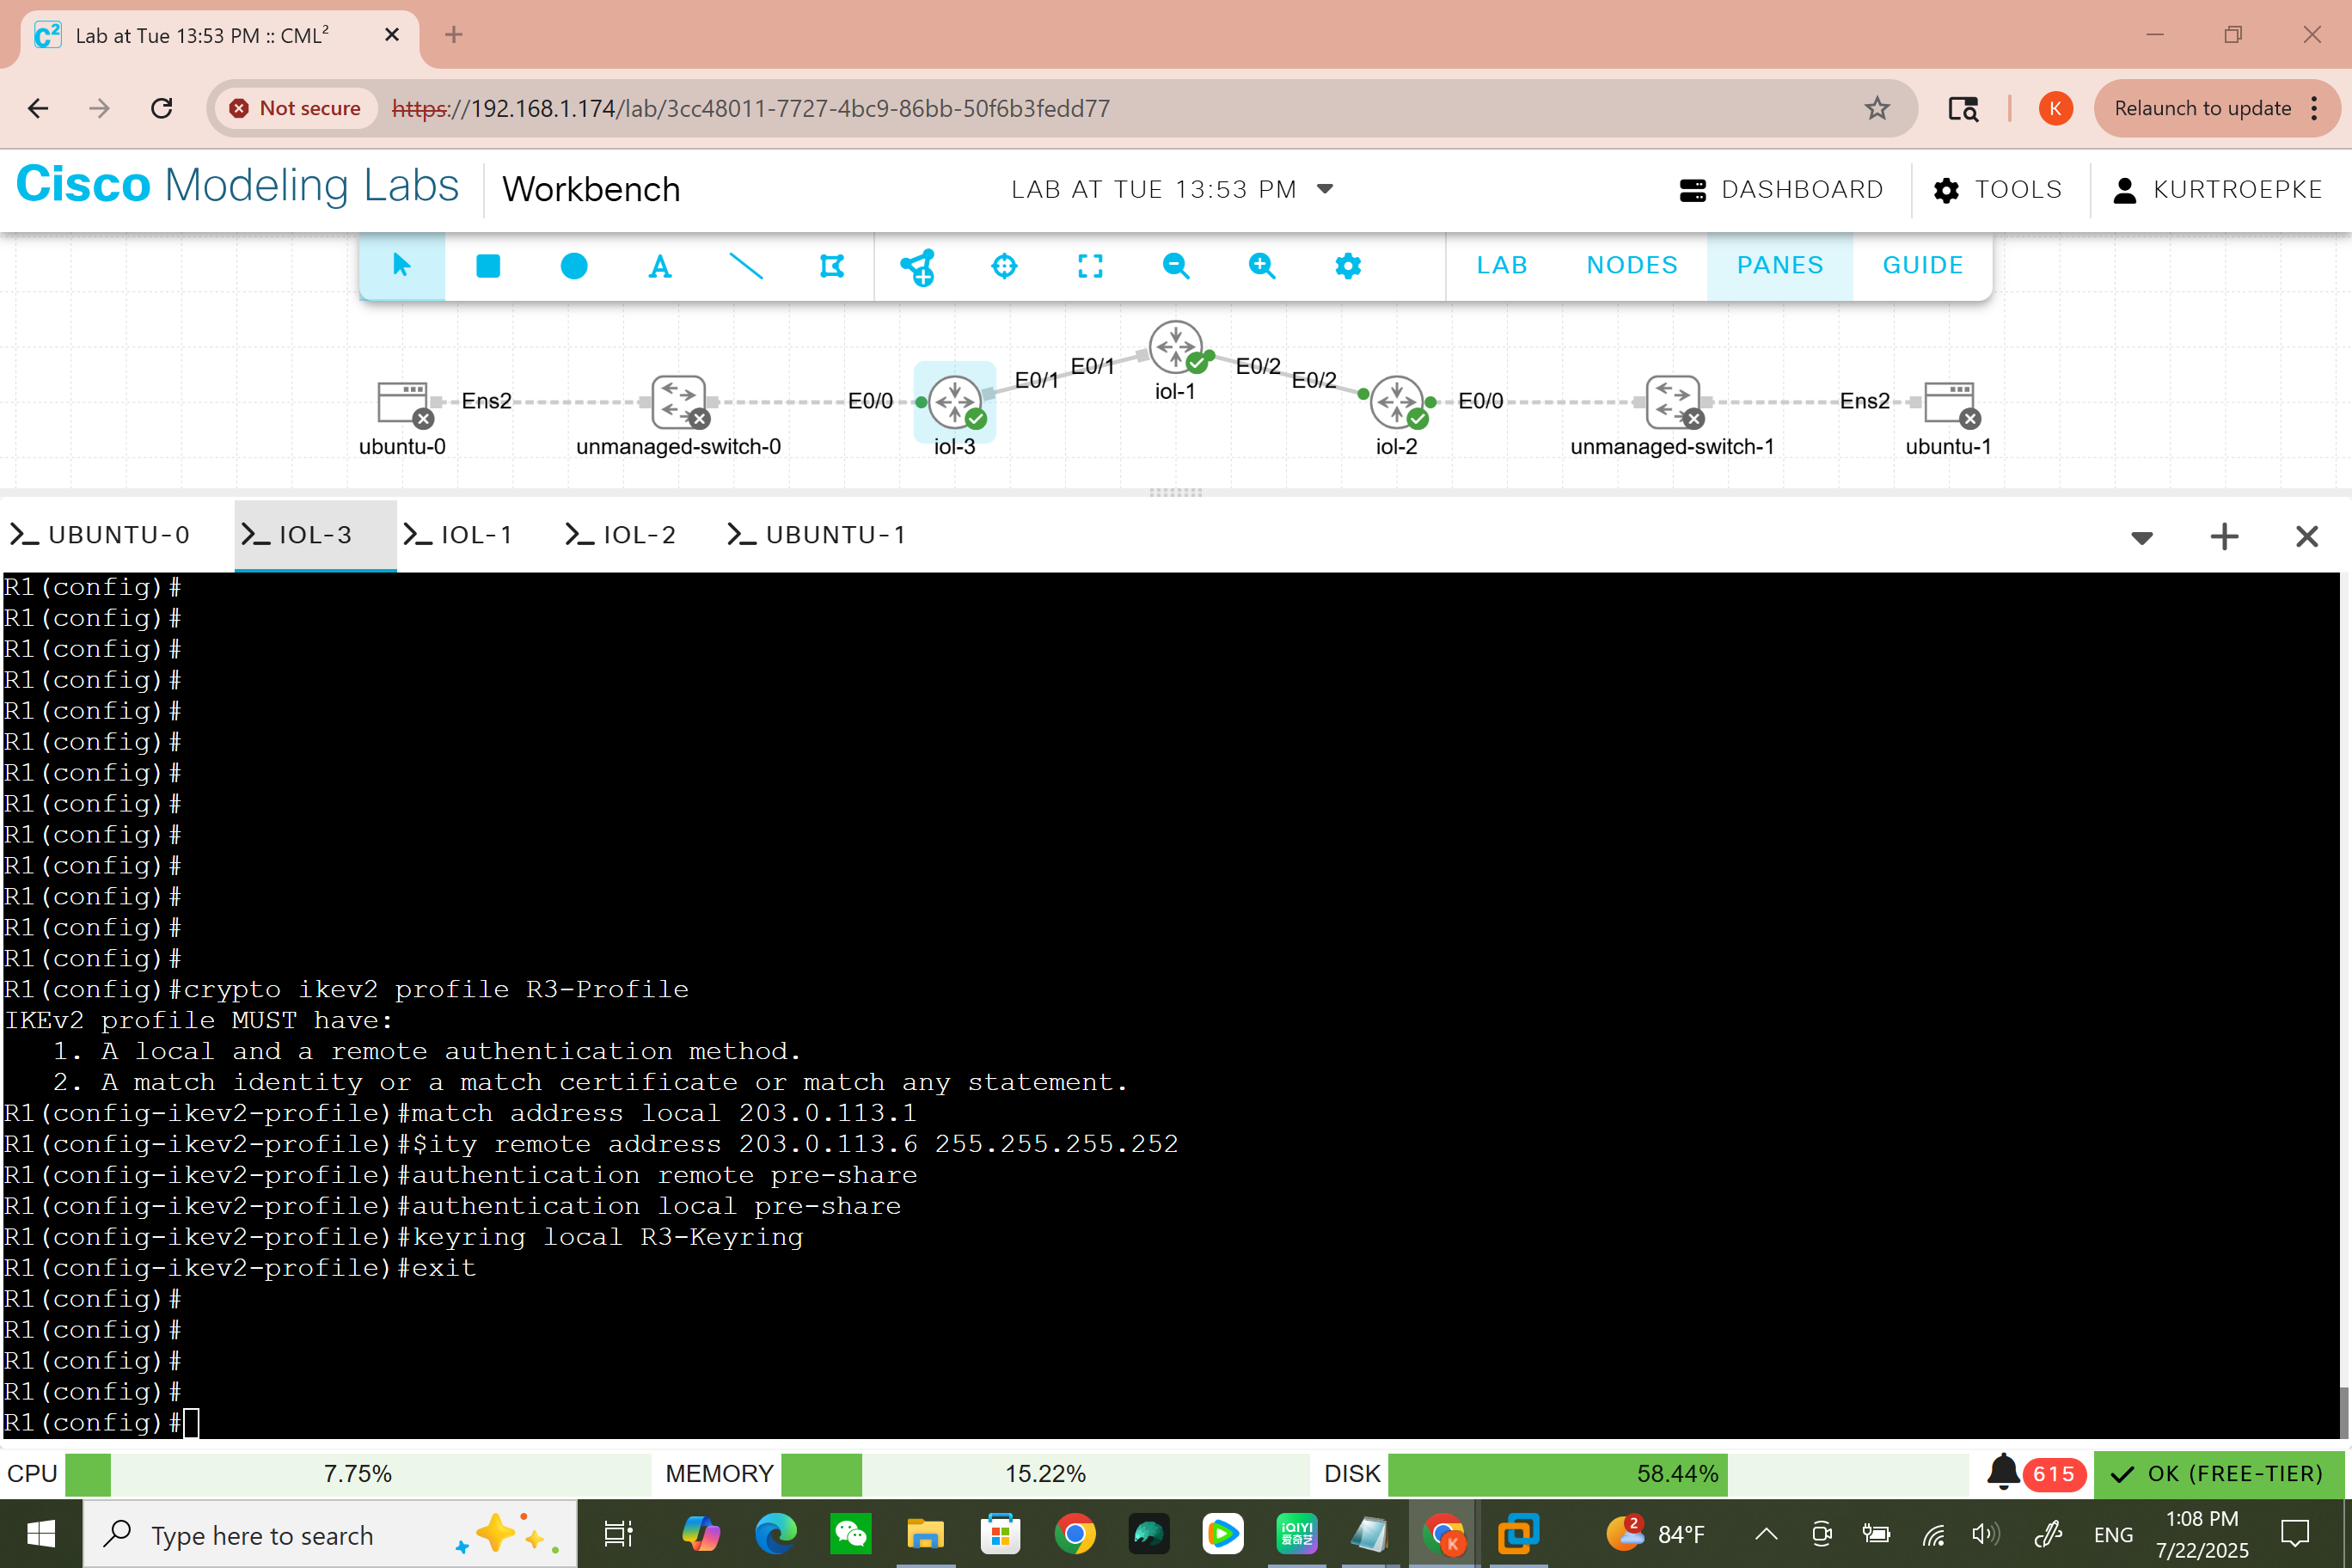 Lab at Tue 13:53 PM :: CML²
Not secure
https://192.168.1.174/lab/3cc48011-7727-4bc9-86bb-50f6b3fedd77
K
Relaunch to update
Cisco Modeling Labs
Workbench
LAB AT TUE 13:53 PM
DASHBOARD
TOOLS
KURTROEPKE
A
LAB
NODES
PANES
GUIDE
ubuntu-0
Ens2
unmanaged-switch-0
E0/0
iol-3
E0/1
E0/1
iol-1
E0/2
E0/2
iol-2
E0/0
unmanaged-switch-1
Ens2
ubuntu-1
UBUNTU-0
IOL-3
IOL-1
IOL-2
UBUNTU-1
R1(config)#
R1(config)#
R1(config)#
R1(config)#
R1(config)#
R1(config)#
R1(config)#
R1(config)#
R1(config)#
R1(config)#
R1(config)#
R1(config)#
R1(config)#
R1(config)#crypto ikev2 profile R3-Profile
IKEv2 profile MUST have:
1. A local and a remote authentication method.
2. A match identity or a match certificate or match any statement.
R1(config-ikev2-profile)#match address local 203.0.113.1
R1(config-ikev2-profile)#$ity remote address 203.0.113.6 255.255.255.252
R1(config-ikev2-profile)#authentication remote pre-share
R1(config-ikev2-profile)#authentication local pre-share
R1(config-ikev2-profile)#keyring local R3-Keyring
R1(config-ikev2-profile)#exit
R1(config)#
R1(config)#
R1(config)#
R1(config)#
R1(config)#
CPU
7.75%
MEMORY
15.22%
DISK
58.44%
615
OK (FREE-TIER)
Type here to search
iQIYI
爱奇艺
K
2
84°F
ENG
1:08 PM
7/22/2025